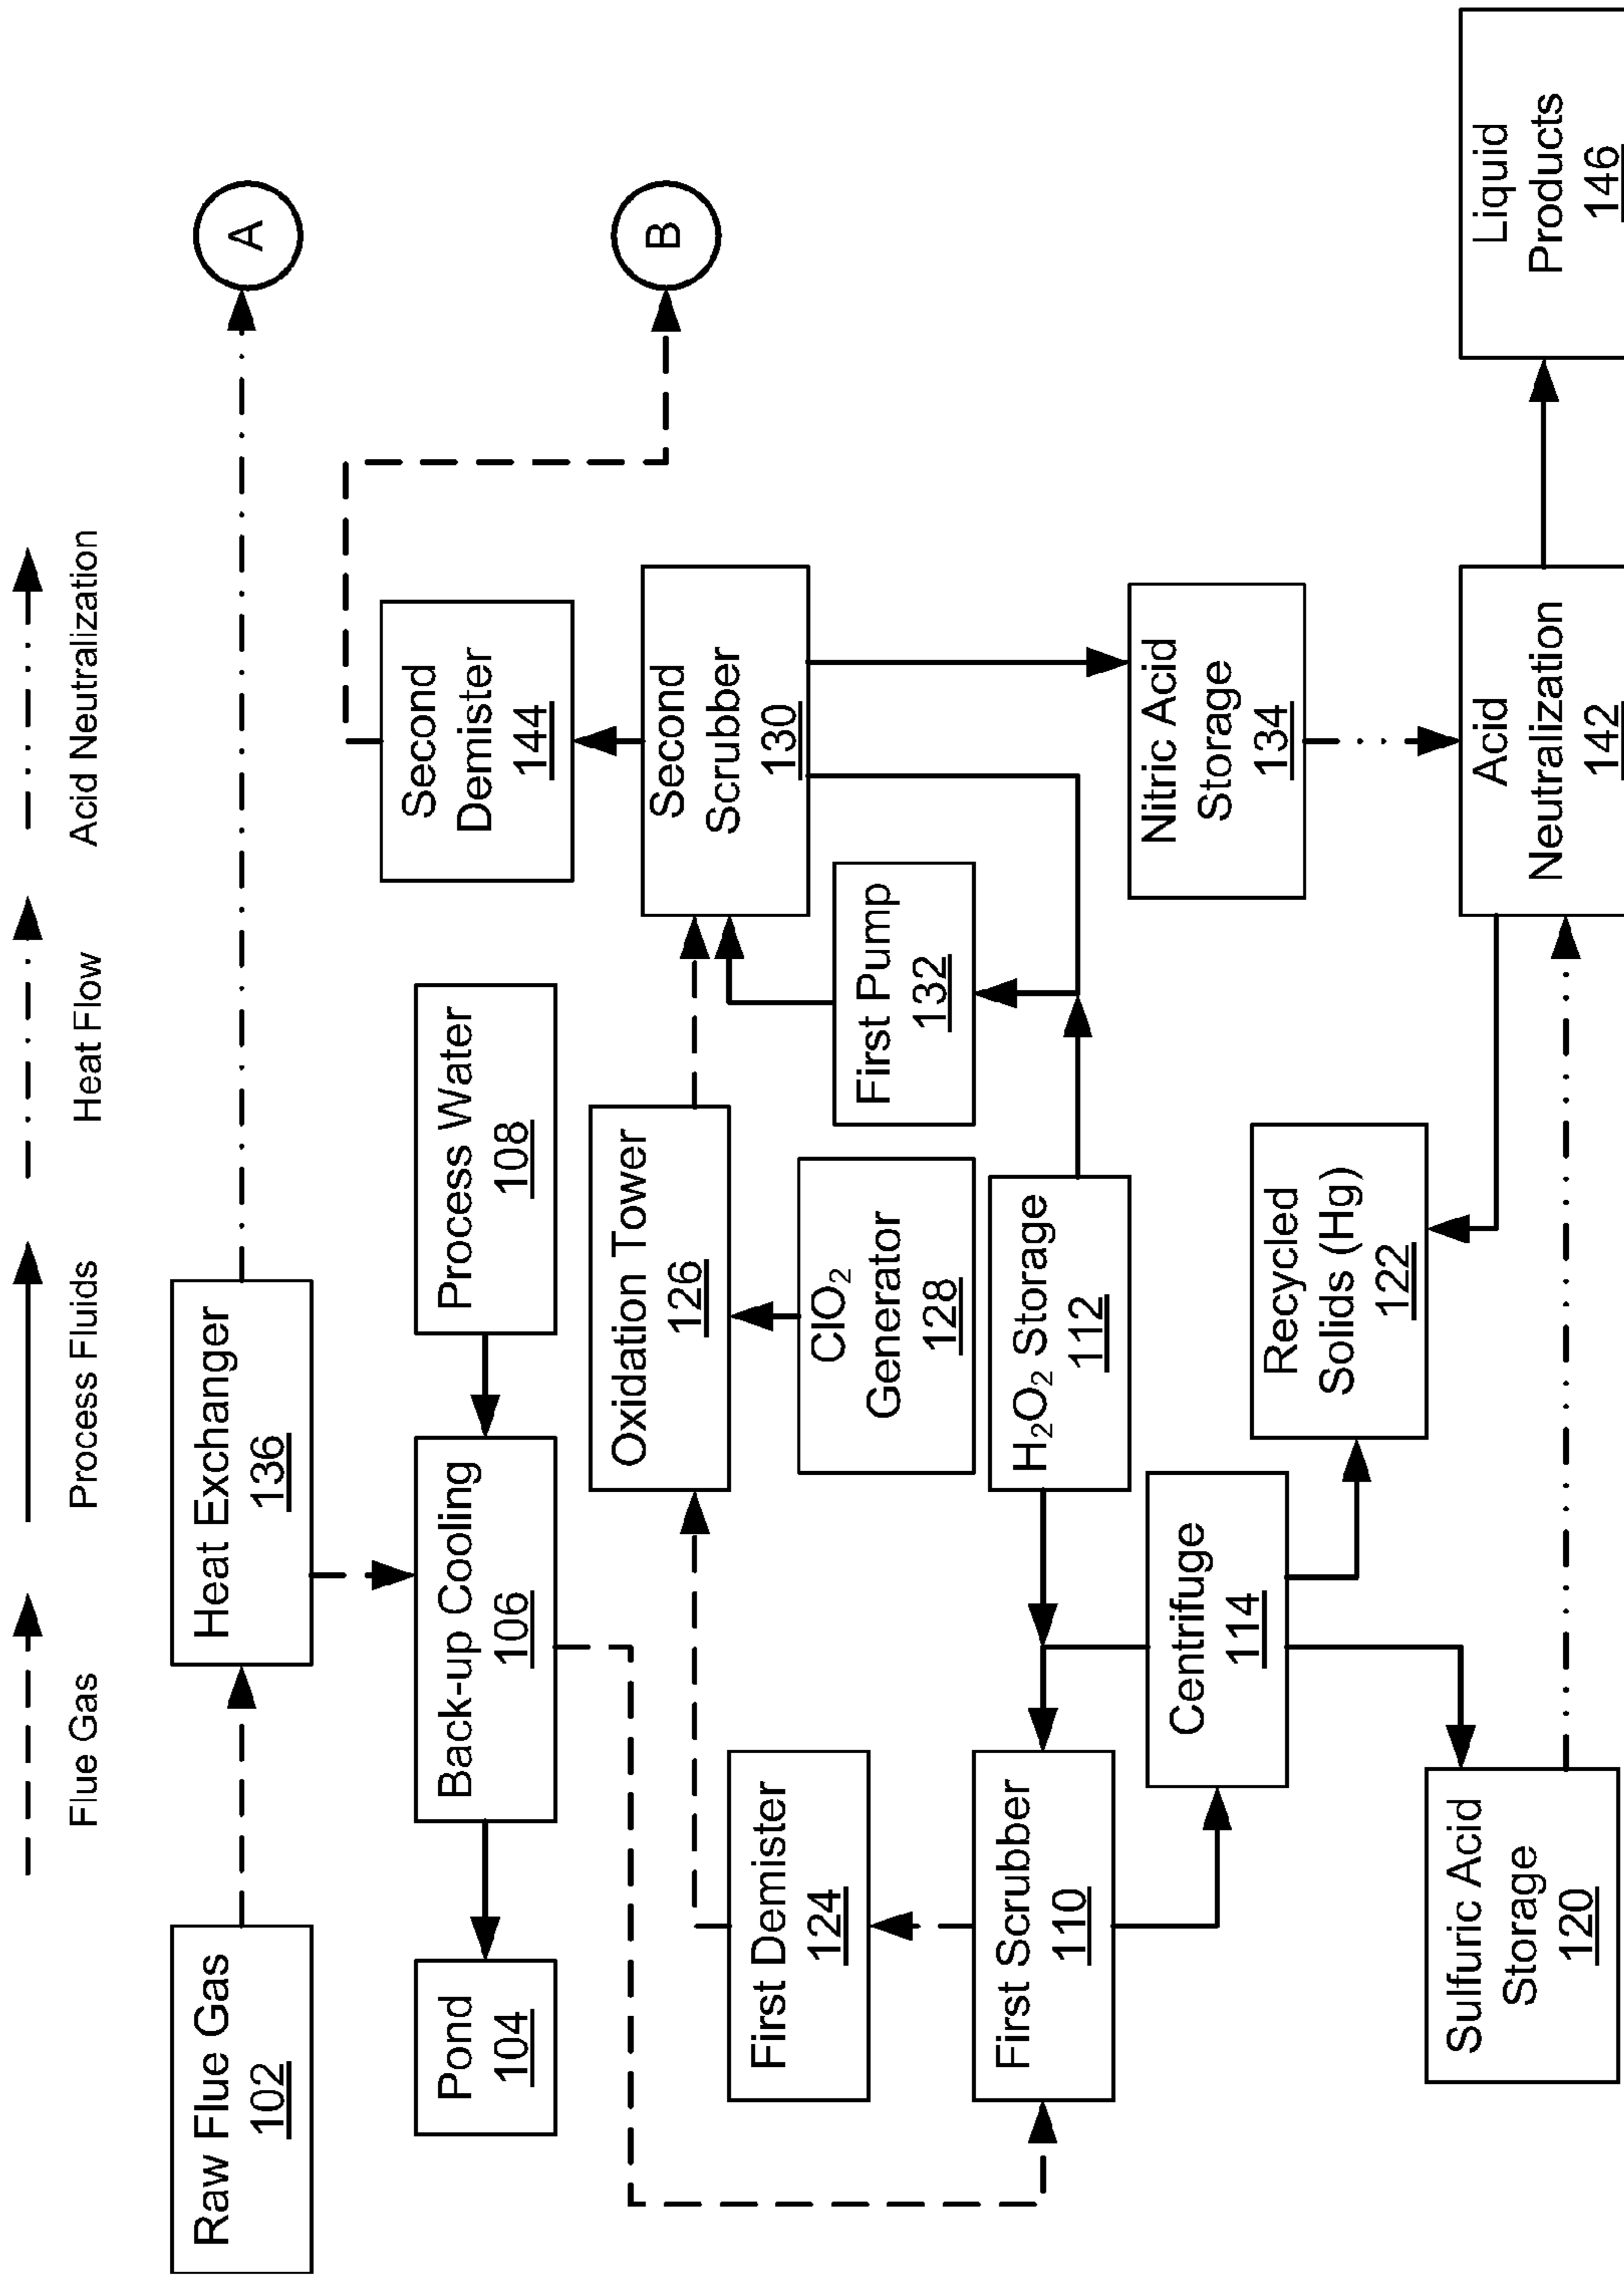 Flue Gas
Process Fluids
Heat Flow
Acid Neutralization
Raw Flue Gas
102
Heat Exchanger
136
A
Pond
104
Back-up Cooling
106
Process Water
108
Second
Demister
144
B
First Demister
124
Oxidation Tower
126
Second
Scrubber
130
ClO₂
Generator
128
First Pump
132
First Scrubber
110
H₂O₂ Storage
112
Centrifuge
114
Nitric Acid
Storage
134
Recycled
Solids (Hg)
122
Sulfuric Acid
Storage
120
Acid
Neutralization
142
Liquid
Products
146